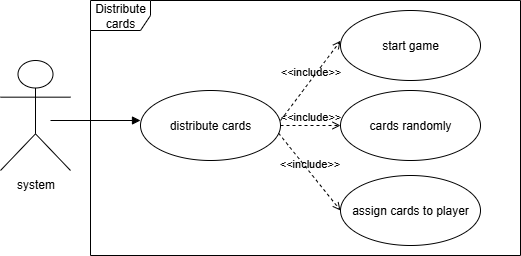 Distribute
cards
start game
<<include>>
distribute cards
<<include>>
cards randomly
<<include>>
system
assign cards to player